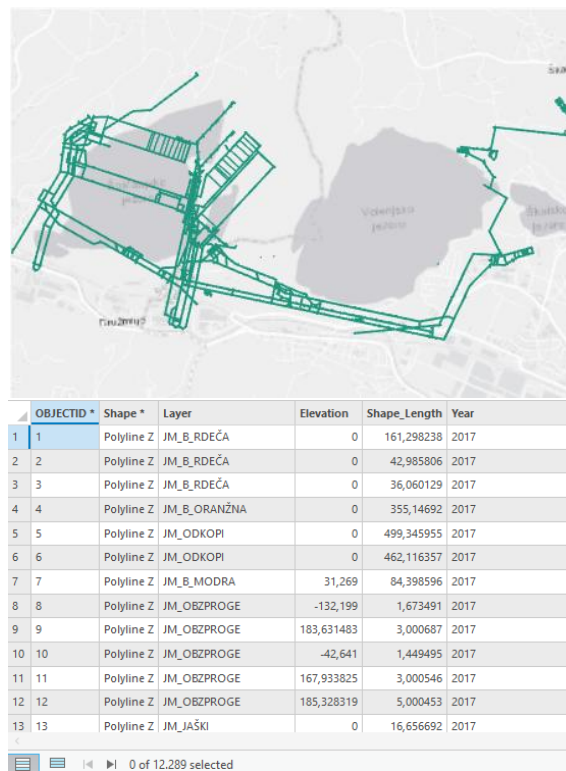 Velenjsko
jezero
OBJECTID * Shape * Layer Elevation Shape_Length Year
1 1 Polyline Z JM_B_RDEČA 0 161,298238 2017
2 2 Polyline Z JM_B_RDEČA 0 42,985806 2017
3 3 Polyline Z JM_B_RDEČA 0 36,060129 2017
4 4 Polyline Z JM_B_ORANŽNA 0 355,14692 2017
5 5 Polyline Z JM_ODKOPI 0 499,345955 2017
6 6 Polyline Z JM_ODKOPI 0 462,116357 2017
7 7 Polyline Z JM_B_MODRA 31,269 84,398596 2017
8 8 Polyline Z JM_OBZPROGE -132,199 1,673491 2017
9 9 Polyline Z JM_OBZPROGE 183,631483 3,000687 2017
10 10 Polyline Z JM_OBZPROGE -42,641 1,449495 2017
11 11 Polyline Z JM_OBZPROGE 167,933825 3,000546 2017
12 12 Polyline Z JM_OBZPROGE 185,328319 5,000453 2017
13 13 Polyline Z JM_JAŠKI 0 16,656692 2017
0 of 12.289 selected